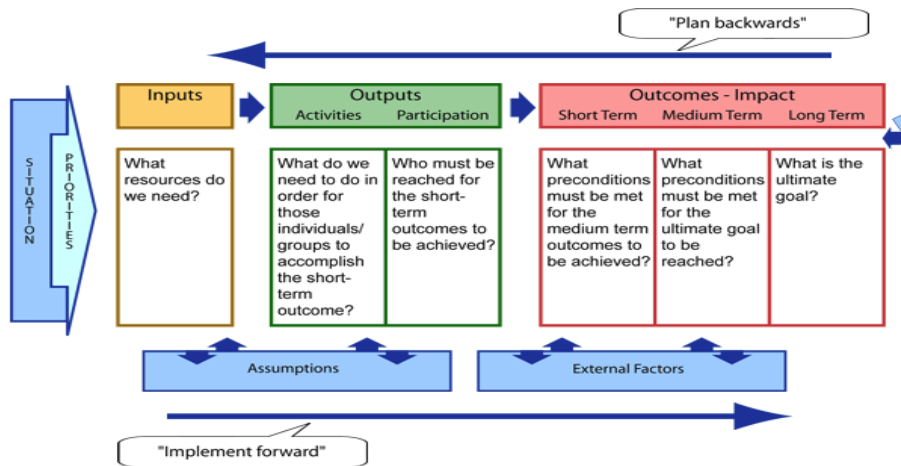 "Plan backwards"
SITUATION
PRIORITIES
Inputs
Outputs
Activities
Participation
Outcomes - Impact
Short Term
Medium Term
Long Term
What
resources do
we need?
What do we
need to do in
order for
those
individuals/
groups to
accomplish
the short-
term
outcome?
Who must be
reached for
the short-
term
outcomes to
be achieved?
What
preconditions
must be met
for the
medium term
outcomes to
be achieved?
What
preconditions
must be met
for the
ultimate goal
to be
reached?
What is the
ultimate
goal?
Assumptions
External Factors
"Implement forward"